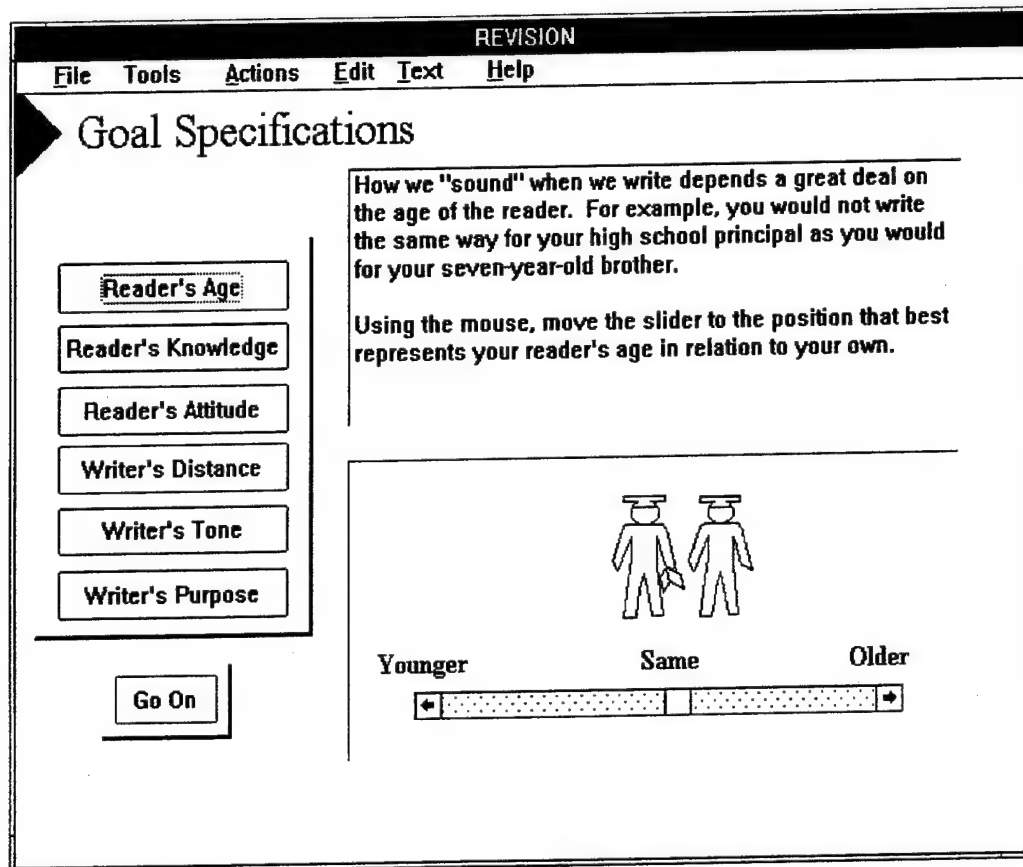 REVISION
File Tools Actions Edit Text Help
Goal Specifications
How we "sound" when we write depends a great deal on
the age of the reader. For example, you would not write
the same way for your high school principal as you would
for your seven-year-old brother.
Using the mouse, move the slider to the position that best
represents your reader's age in relation to your own.
Reader's Age
Reader's Knowledge
Reader's Attitude
Writer's Distance
Writer's Tone
Writer's Purpose
Go On
Younger Same Older